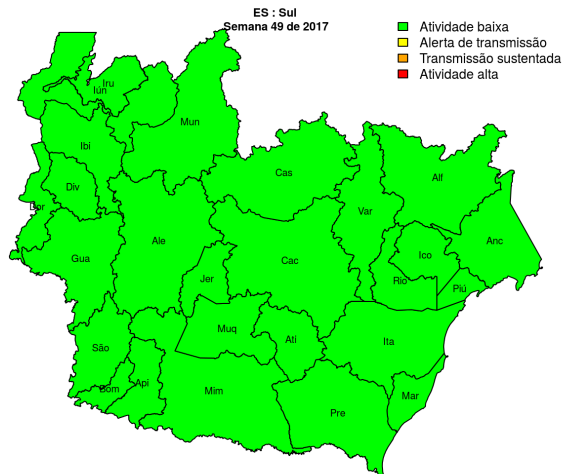 ES : Sul
Semana 49 de 2017
Atividade baixa
Alerta de transmissão
Transmissão sustentada
Atividade alta
Iru
Iún
Mun
Ibi
Cas
Alf
Div
Dor
Var
Ale
Anc
Gua
Cac
Ico
Jer
Rio
Piú
Muq
Ati
Ita
São
Bom
Api
Mim
Mar
Pre